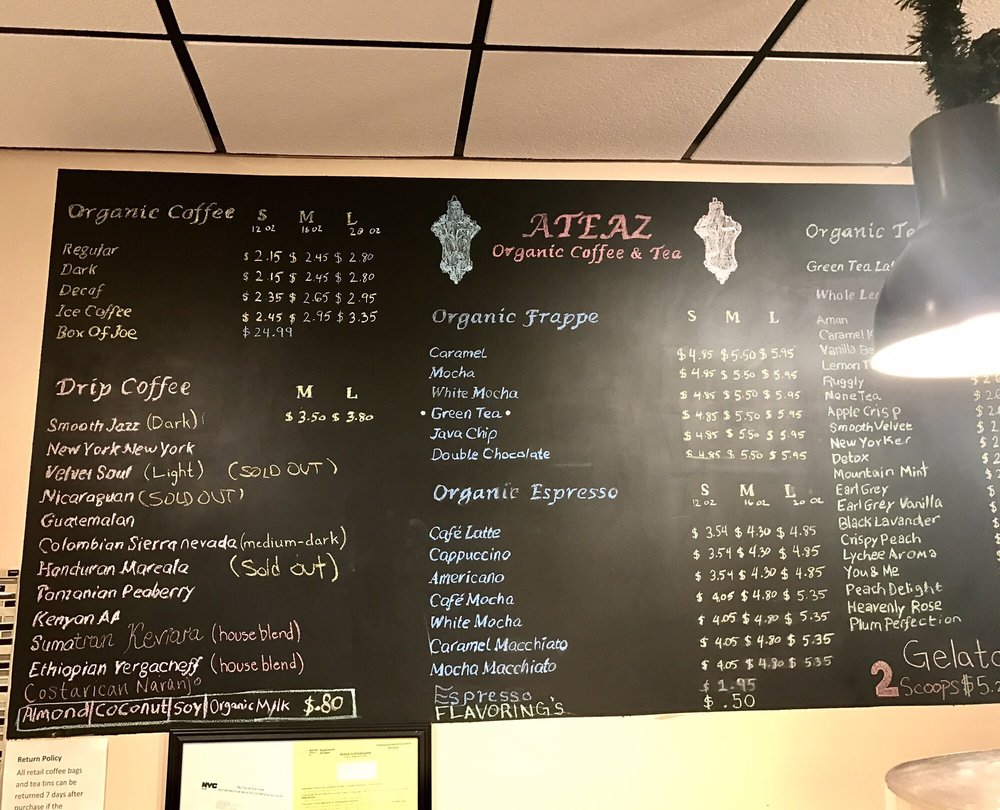 Organic Coffee S M L
12 oz 16 oz 20 oz
Regular $2.15 $2.45 $2.80
Dark $2.15 $2.45 $2.80
Decaf $2.35 $2.65 $2.95
Ice Coffee $2.45 $2.95 $3.35
Box Of Joe $24.99
Drip Coffee M L
Smooth Jazz (Dark) $3.50 $3.80
New York New York
Velvet Soul (Light) (SOLD OUT)
Nicaraguan (SOLD OUT)
Guatemalan
Colombian Sierra nevada (medium-dark)
Honduran Marcala (Sold out)
Tanzanian Peaberry
Kenyan AA
Sumatran (house blend)
Ethiopian Yergacheff (house blend)
Costarican Naranjo
Almond|Coconut|Soy|Organic Mylk $.80
ATEAZ
Organic Coffee & Tea
Organic Frappe S M L
Caramel $4.85 $5.50 $5.95
Mocha $4.85 $5.50 $5.95
White Mocha $4.85 $5.50 $5.95
• Green Tea • $4.85 $5.50 $5.95
Java Chip $4.85 $5.50 $5.95
Double Chocolate $4.85 $5.50 $5.95
Organic Espresso S M L
12 oz 16 oz 20 oz
Café Latte $3.54 $4.30 $4.85
Cappuccino $3.54 $4.30 $4.85
Americano $3.54 $4.30 $4.85
Café Mocha $4.05 $4.80 $5.35
White Mocha $4.05 $4.80 $5.35
Caramel Macchiato $4.05 $4.80 $5.35
Mocha Macchiato $4.05 $4.80 $5.35
Espresso $1.95
FLAVORING'S $.50
Organic
Green Tea
Whole
Aman
Caramel
Vanilla
Lemon
Ruggly
None Tea
Apple Crisp
Smooth Velvet
New Yorker
Detox
Mountain Mint
Earl Grey
Earl Grey Vanilla
Black Lavander
Crispy Peach
Lychee Aroma
You & Me
Peach Delight
Heavenly Rose
Plum Perfection
Gelato
2 Scoops $5.
Return Policy
All retail coffee bags
and tea tins can be
returned 7 days after
purchase if the
NYC